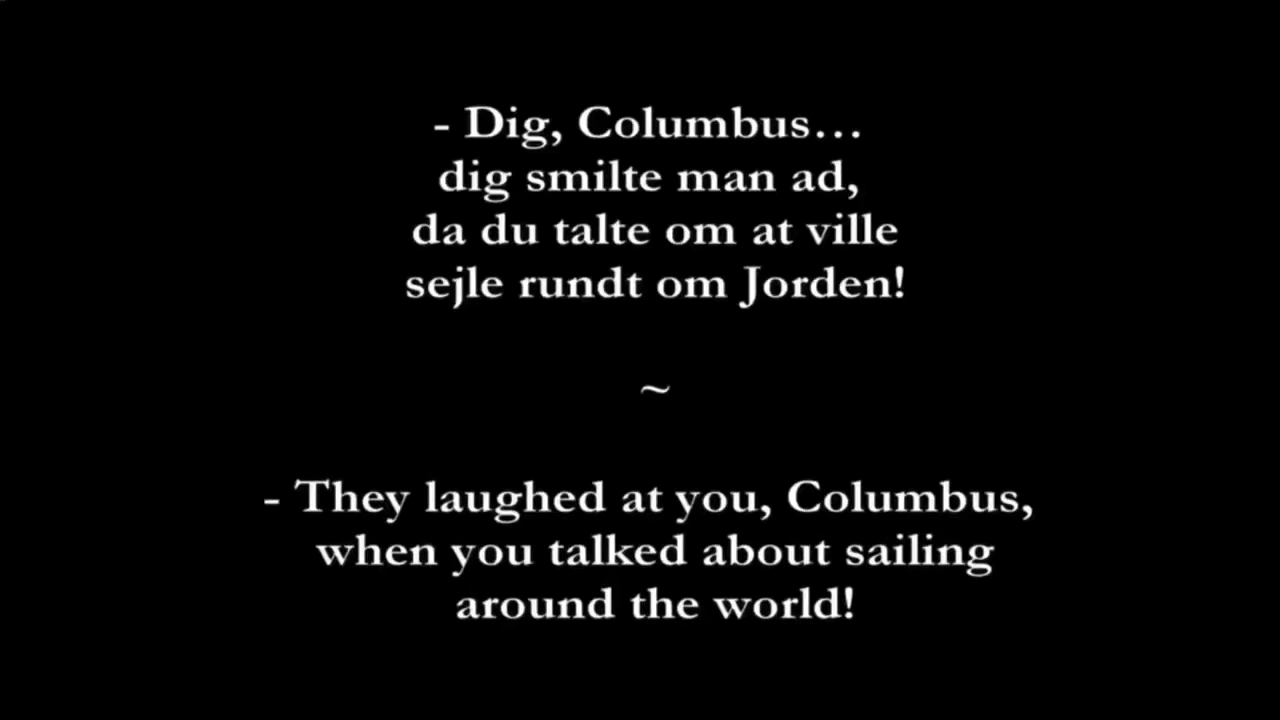 - Dig, Columbus...
dig smilte man ad,
da du talte om at ville
sejle rundt om Jorden!
~
- They laughed at you, Columbus,
when you talked about sailing
around the world!